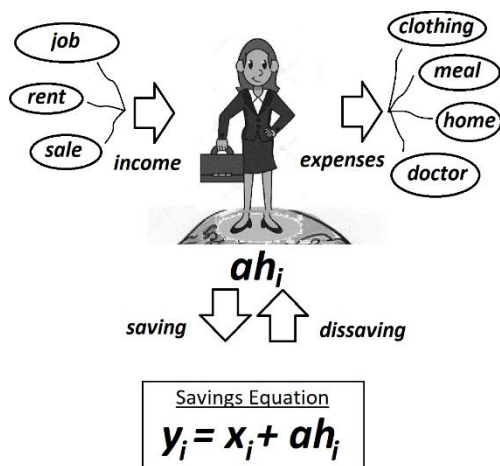 job
rent
sale
income
expenses
clothing
meal
home
doctor
ah_i
saving
dissaving
Savings Equation
y_i = x_i + ah_i